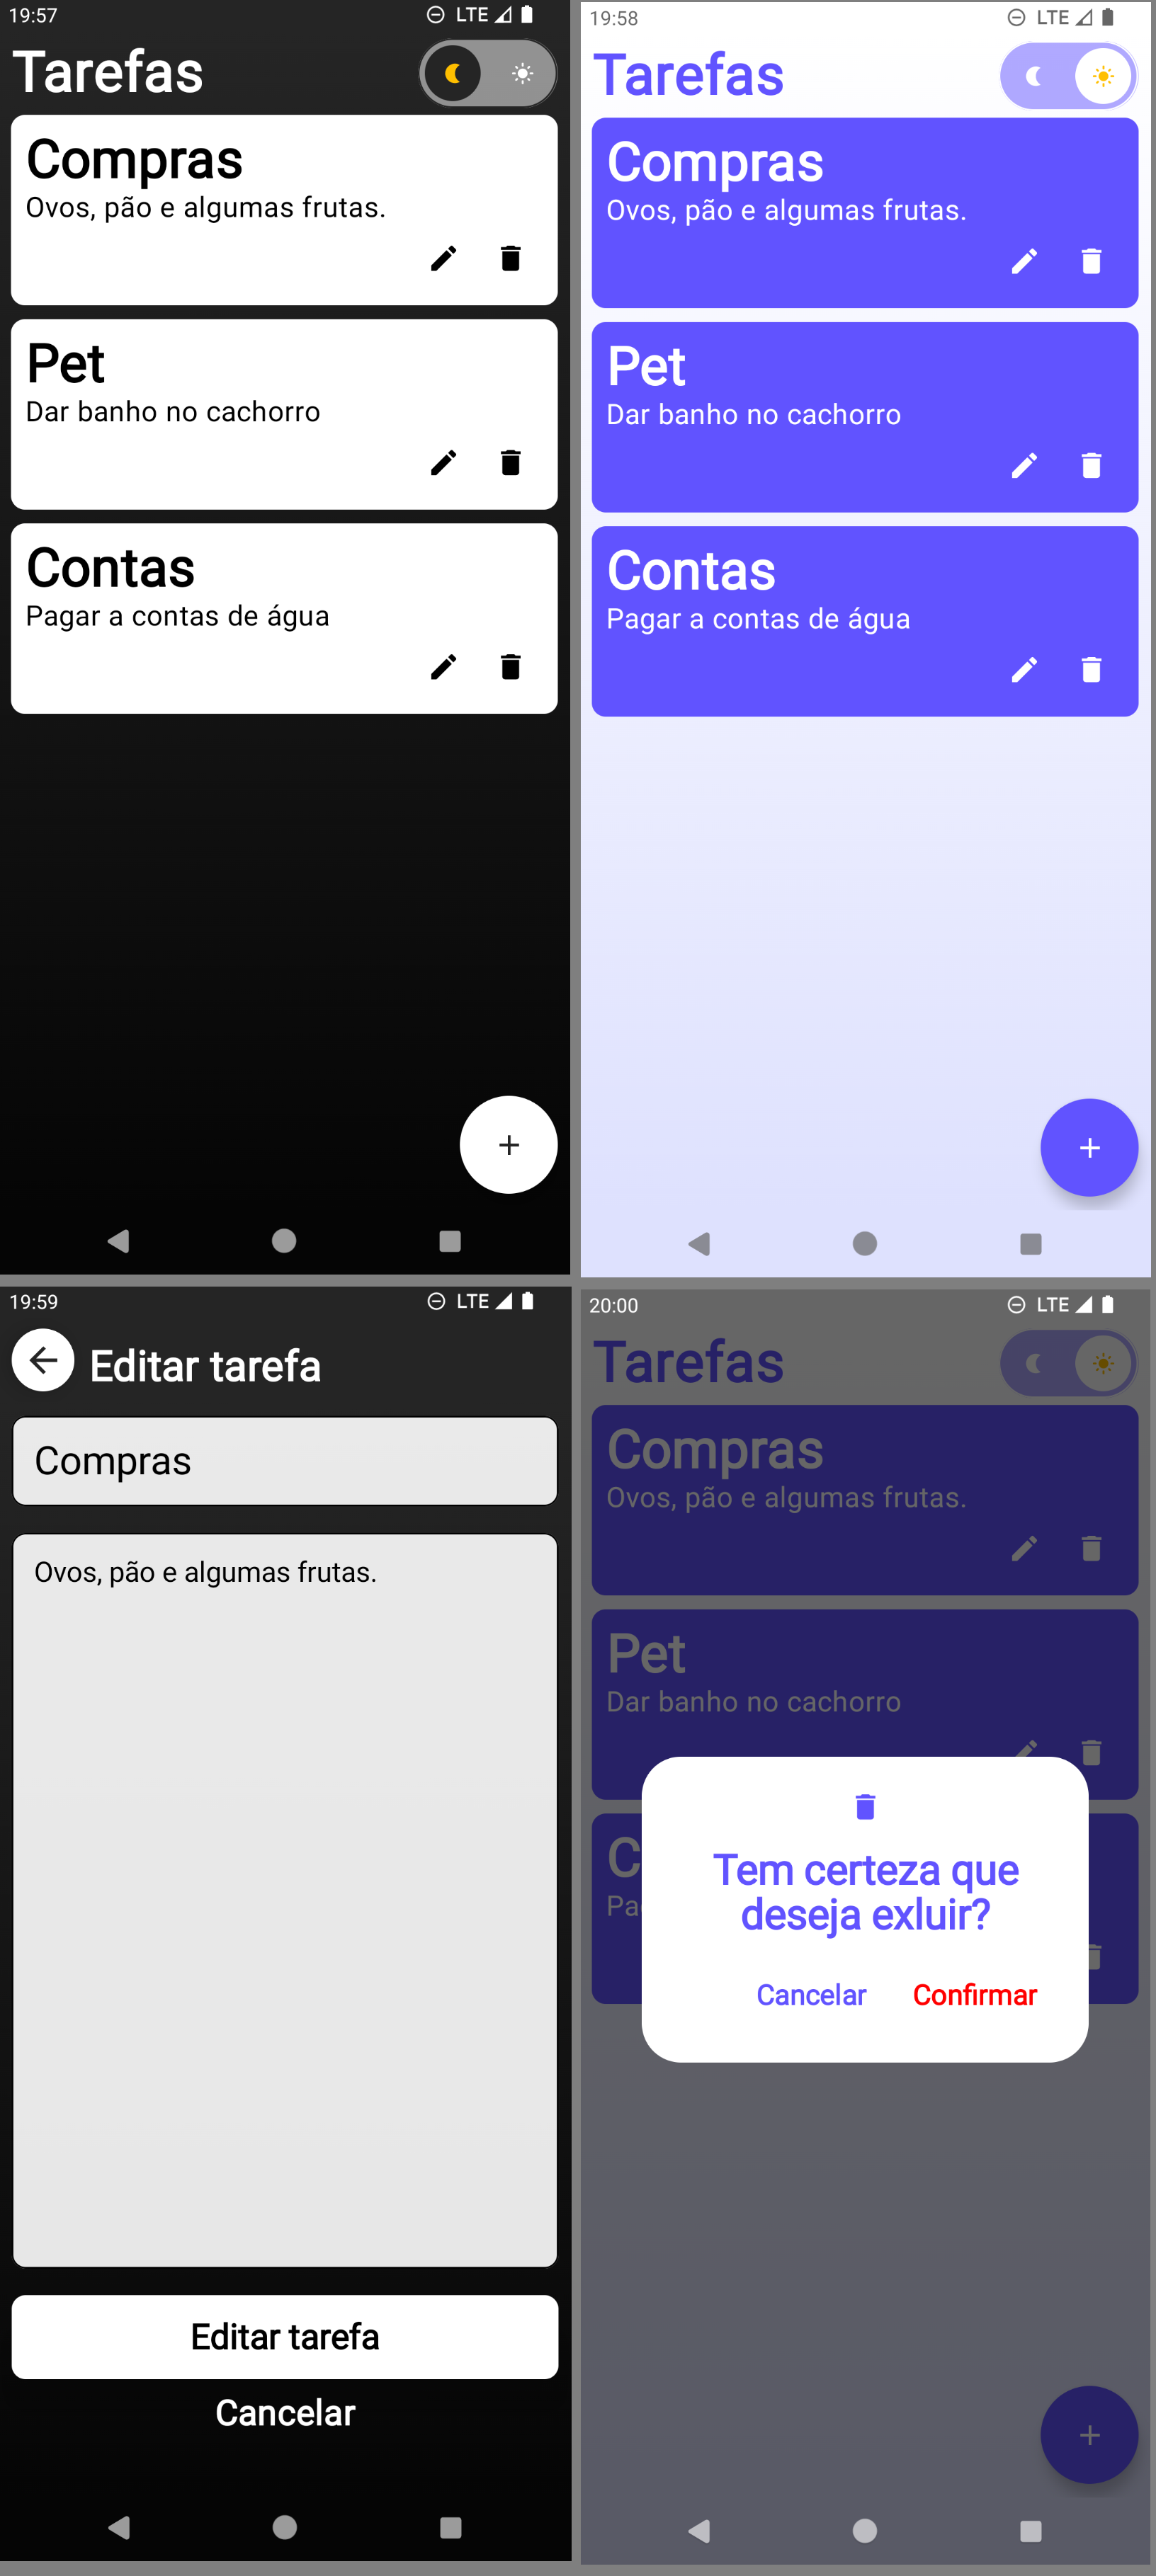 19:57
LTE
Tarefas
Compras
Ovos, pão e algumas frutas.
Pet
Dar banho no cachorro
Contas
Pagar a contas de água
+
19:58
LTE
Tarefas
Compras
Ovos, pão e algumas frutas.
Pet
Dar banho no cachorro
Contas
Pagar a contas de água
+
19:59
LTE
Editar tarefa
Compras
Ovos, pão e algumas frutas.
Editar tarefa
Cancelar
20:00
LTE
Tarefas
Compras
Ovos, pão e algumas frutas.
Pet
Dar banho no cachorro
C
Pa
Tem certeza que
deseja exluir?
Cancelar Confirmar
+